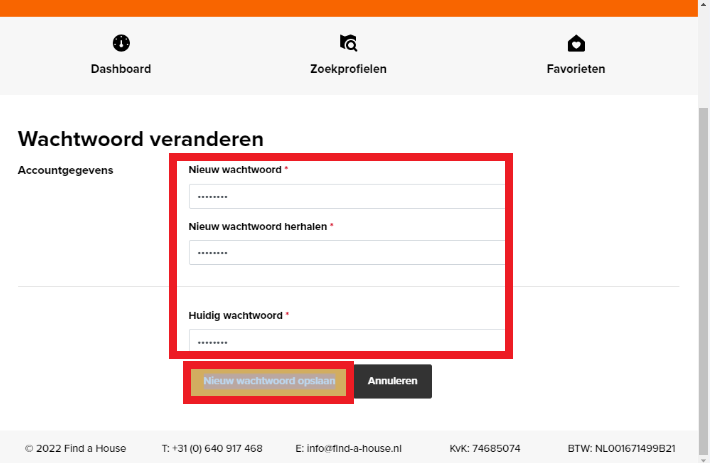 Dashboard
Zoekprofielen
Favorieten
Wachtwoord veranderen
Accountgegevens
Nieuw wachtwoord *
••••••••
Nieuw wachtwoord herhalen *
••••••••
Huidig wachtwoord *
••••••••
Nieuw wachtwoord opslaan
Annuleren
© 2022 Find a House T: +31 (0) 640 917 468 E: info@find-a-house.nl KvK: 74685074 BTW: NL001671499B21